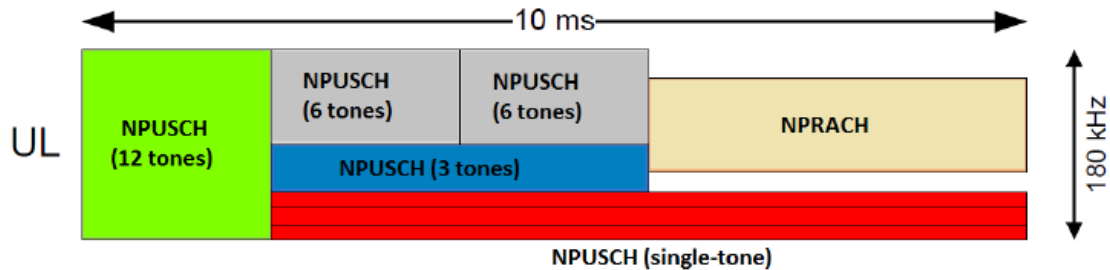 10 ms
UL
NPUSCH
(12 tones)
NPUSCH
(6 tones)
NPUSCH
(6 tones)
NPUSCH (3 tones)
NPRACH
180 kHz
NPUSCH (single-tone)